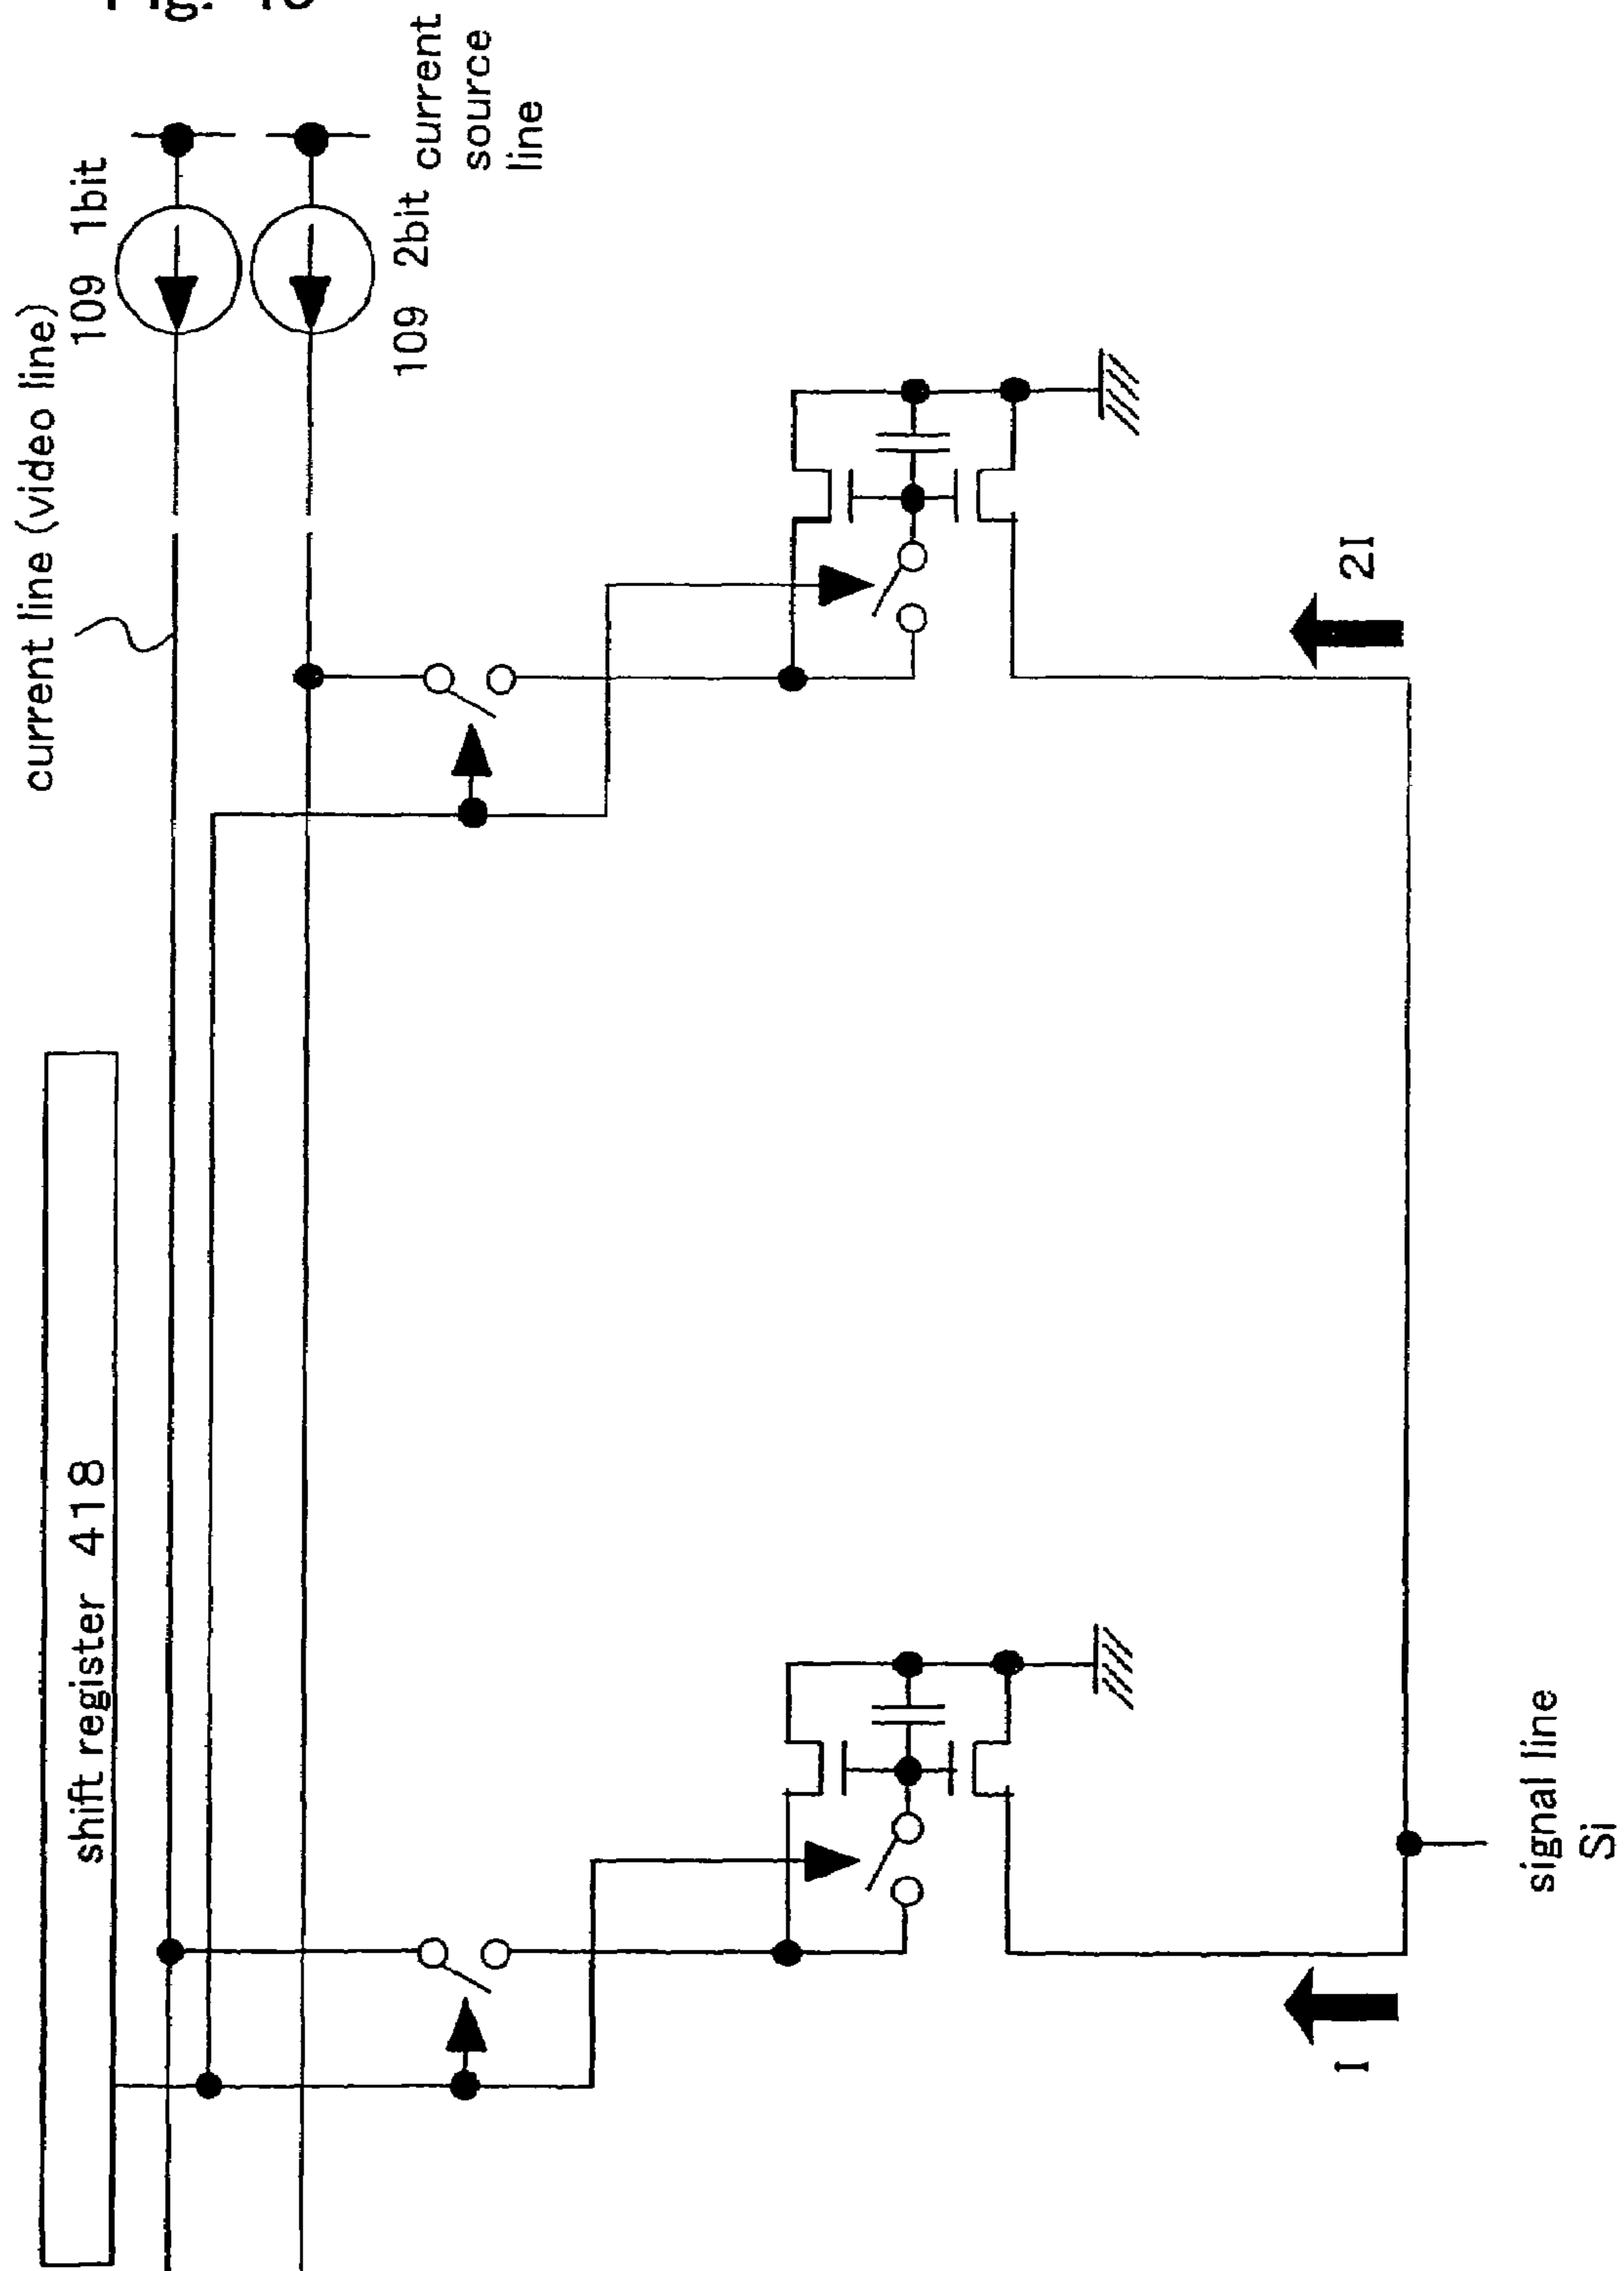 current line (video line)
109 1bit
109 2bit
current
source
line
shift register 418
2I
I
signal line
Si